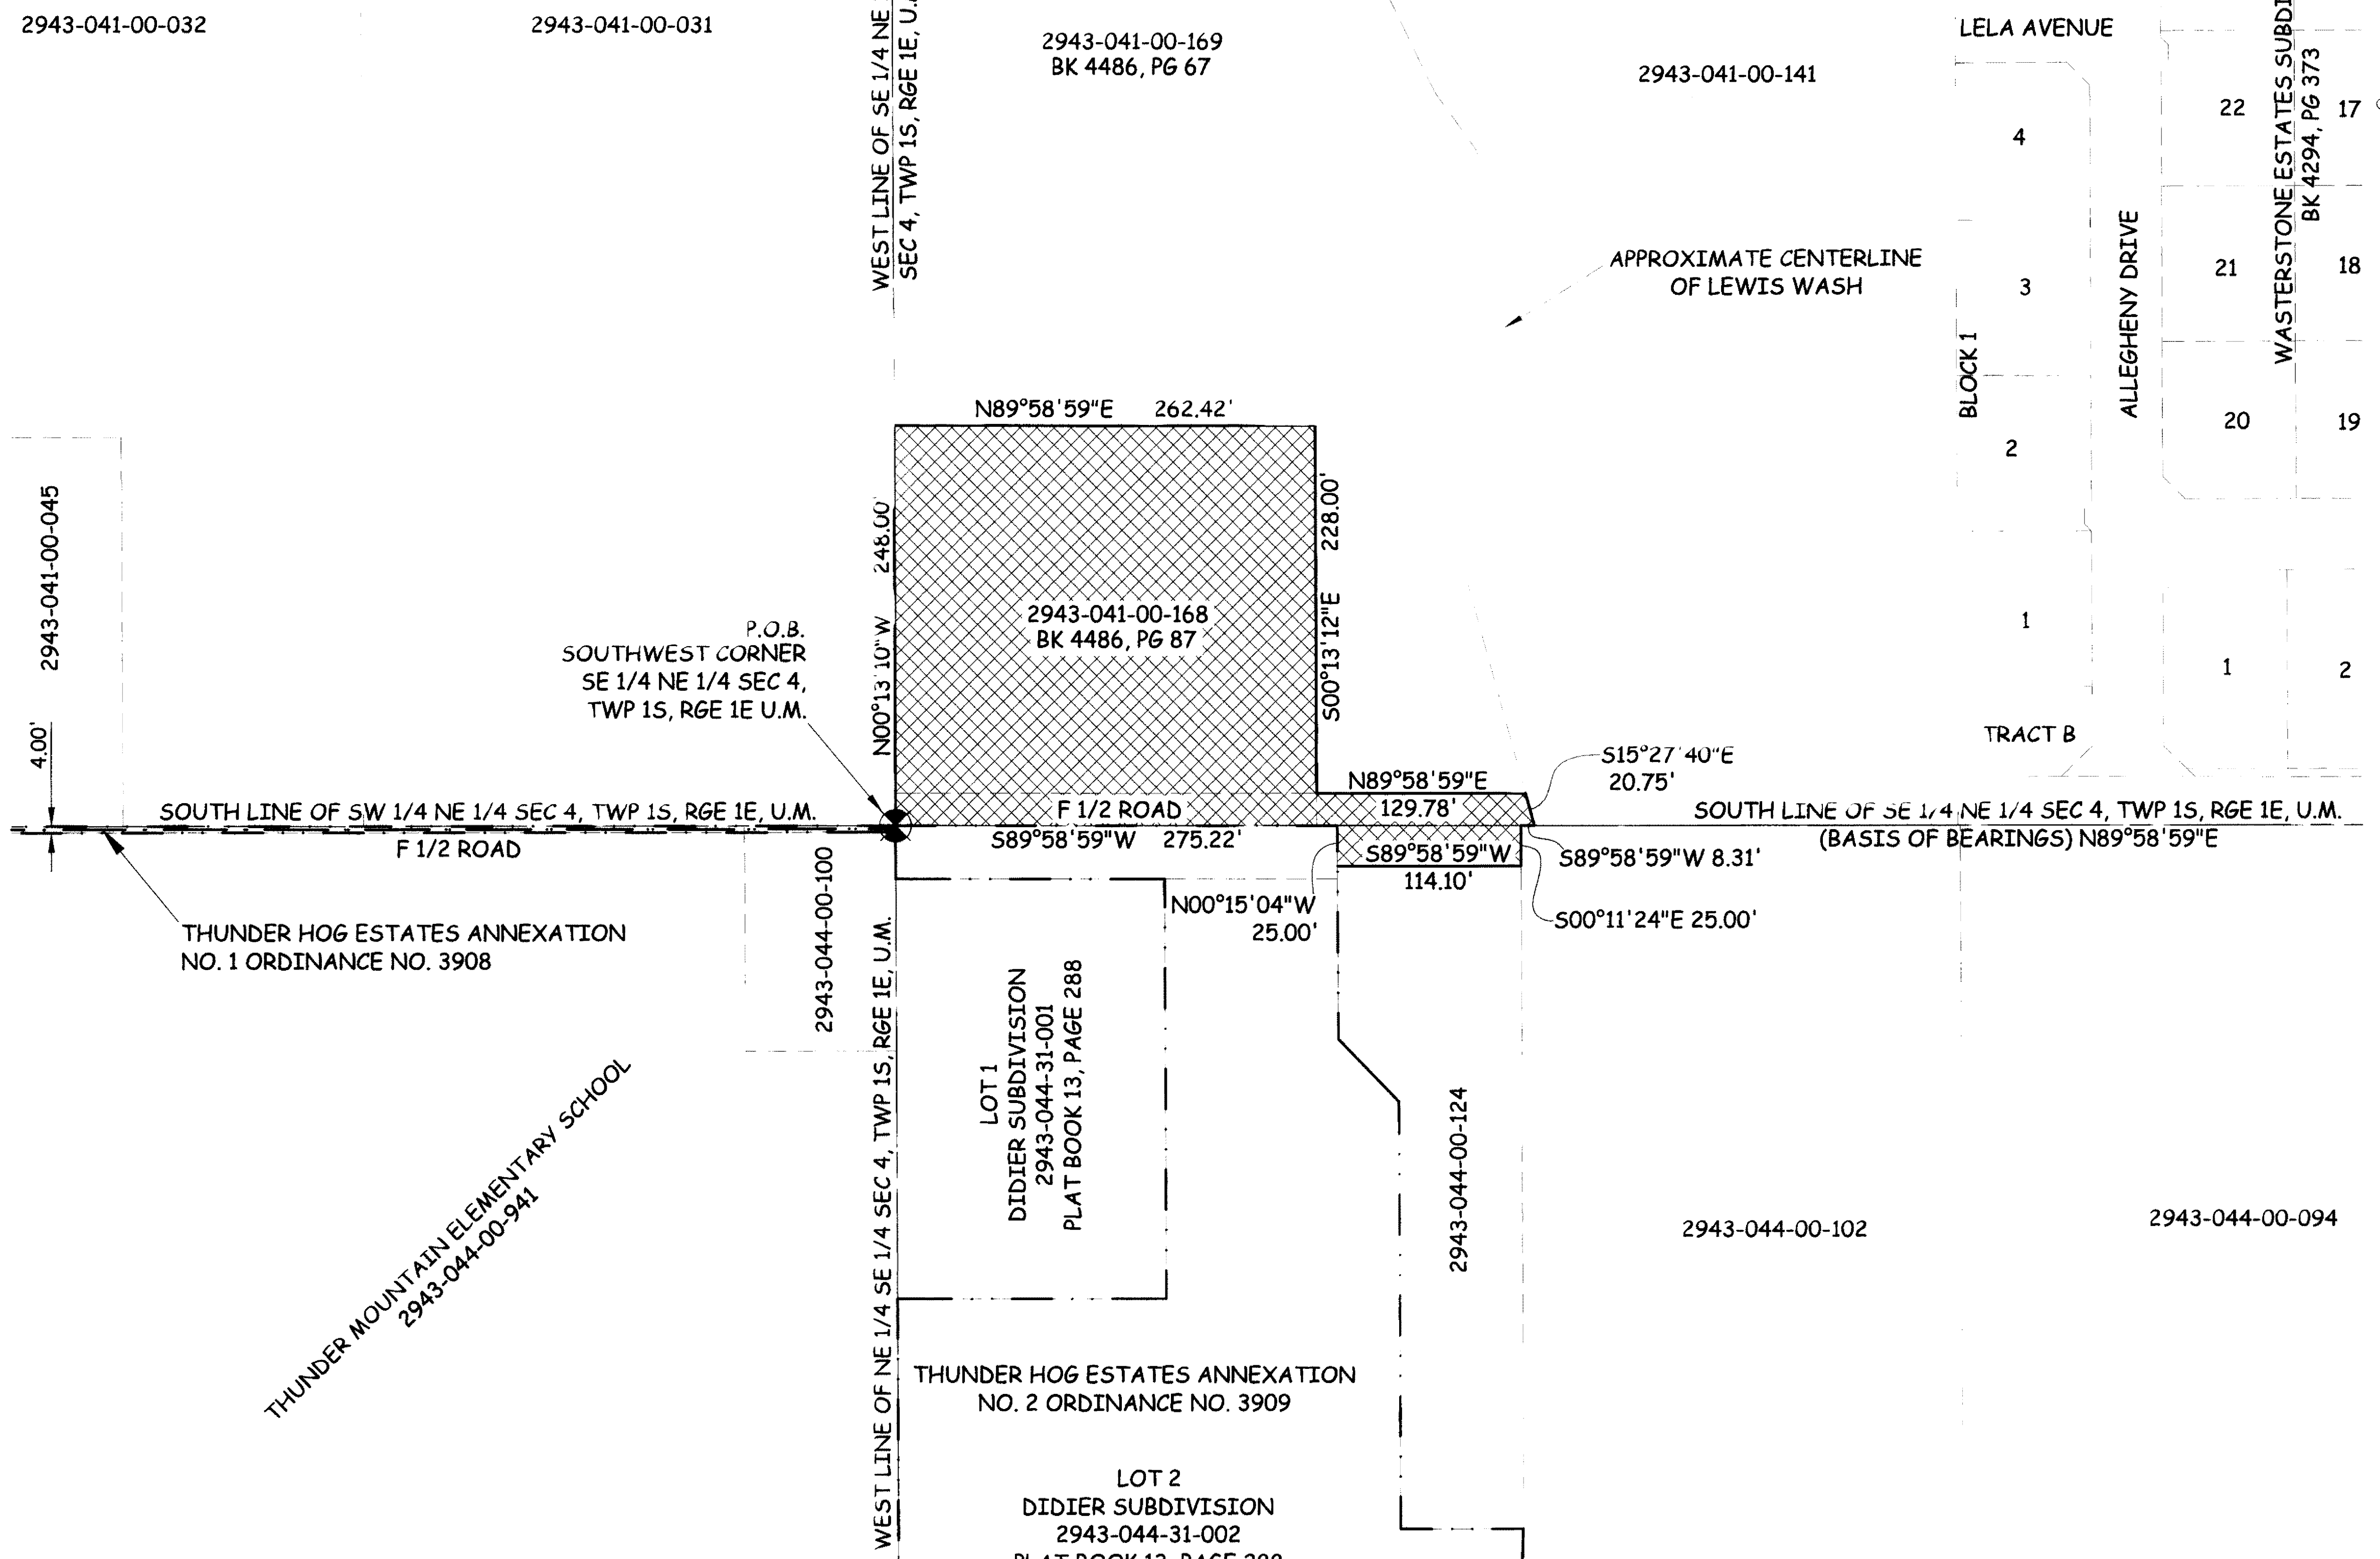 2943-041-00-032
2943-041-00-031
WEST LINE OF SE 1/4 NE
SEC 4, TWP 1S, RGE 1E,
2943-041-00-169
BK 4486, PG 67
2943-041-00-141
LELA AVENUE
4
3
2
1
BLOCK 1
ALLEGHENY DRIVE
22
21
20
WASTERSTONE ESTATES
BK 4294, PG 373
17
18
19
1
2
TRACT B
APPROXIMATE CENTERLINE
OF LEWIS WASH
N89°58'59"E 262.42'
N00°13'10"W 248.00'
S00°13'12"E 228.00'
2943-041-00-168
BK 4486, PG 87
2943-041-00-045
4.00'
P.O.B.
SOUTHWEST CORNER
SE 1/4 NE 1/4 SEC 4,
TWP 1S, RGE 1E U.M.
S15°27'40"E
20.75'
N89°58'59"E
129.78'
SOUTH LINE OF SW 1/4 NE 1/4 SEC 4, TWP 1S, RGE 1E, U.M.
F 1/2 ROAD
F 1/2 ROAD
S89°58'59"W 275.22'
SOUTH LINE OF SE 1/4 NE 1/4 SEC 4, TWP 1S, RGE 1E, U.M.
(BASIS OF BEARINGS) N89°58'59"E
S89°58'59"W
114.10'
S89°58'59"W 8.31'
N00°15'04"W
25.00'
S00°11'24"E 25.00'
THUNDER HOG ESTATES ANNEXATION
NO. 1 ORDINANCE NO. 3908
2943-044-00-100
WEST LINE OF NE 1/4 SE 1/4 SEC 4, TWP 1S, RGE 1E, U.M.
LOT 1
DIDIER SUBDIVISION
2943-044-31-001
PLAT BOOK 13, PAGE 288
2943-044-00-124
THUNDER MOUNTAIN ELEMENTARY SCHOOL
2943-044-00-941
2943-044-00-102
2943-044-00-094
THUNDER HOG ESTATES ANNEXATION
NO. 2 ORDINANCE NO. 3909
LOT 2
DIDIER SUBDIVISION
2943-044-31-002
PLAT BOOK 13, PAGE 288